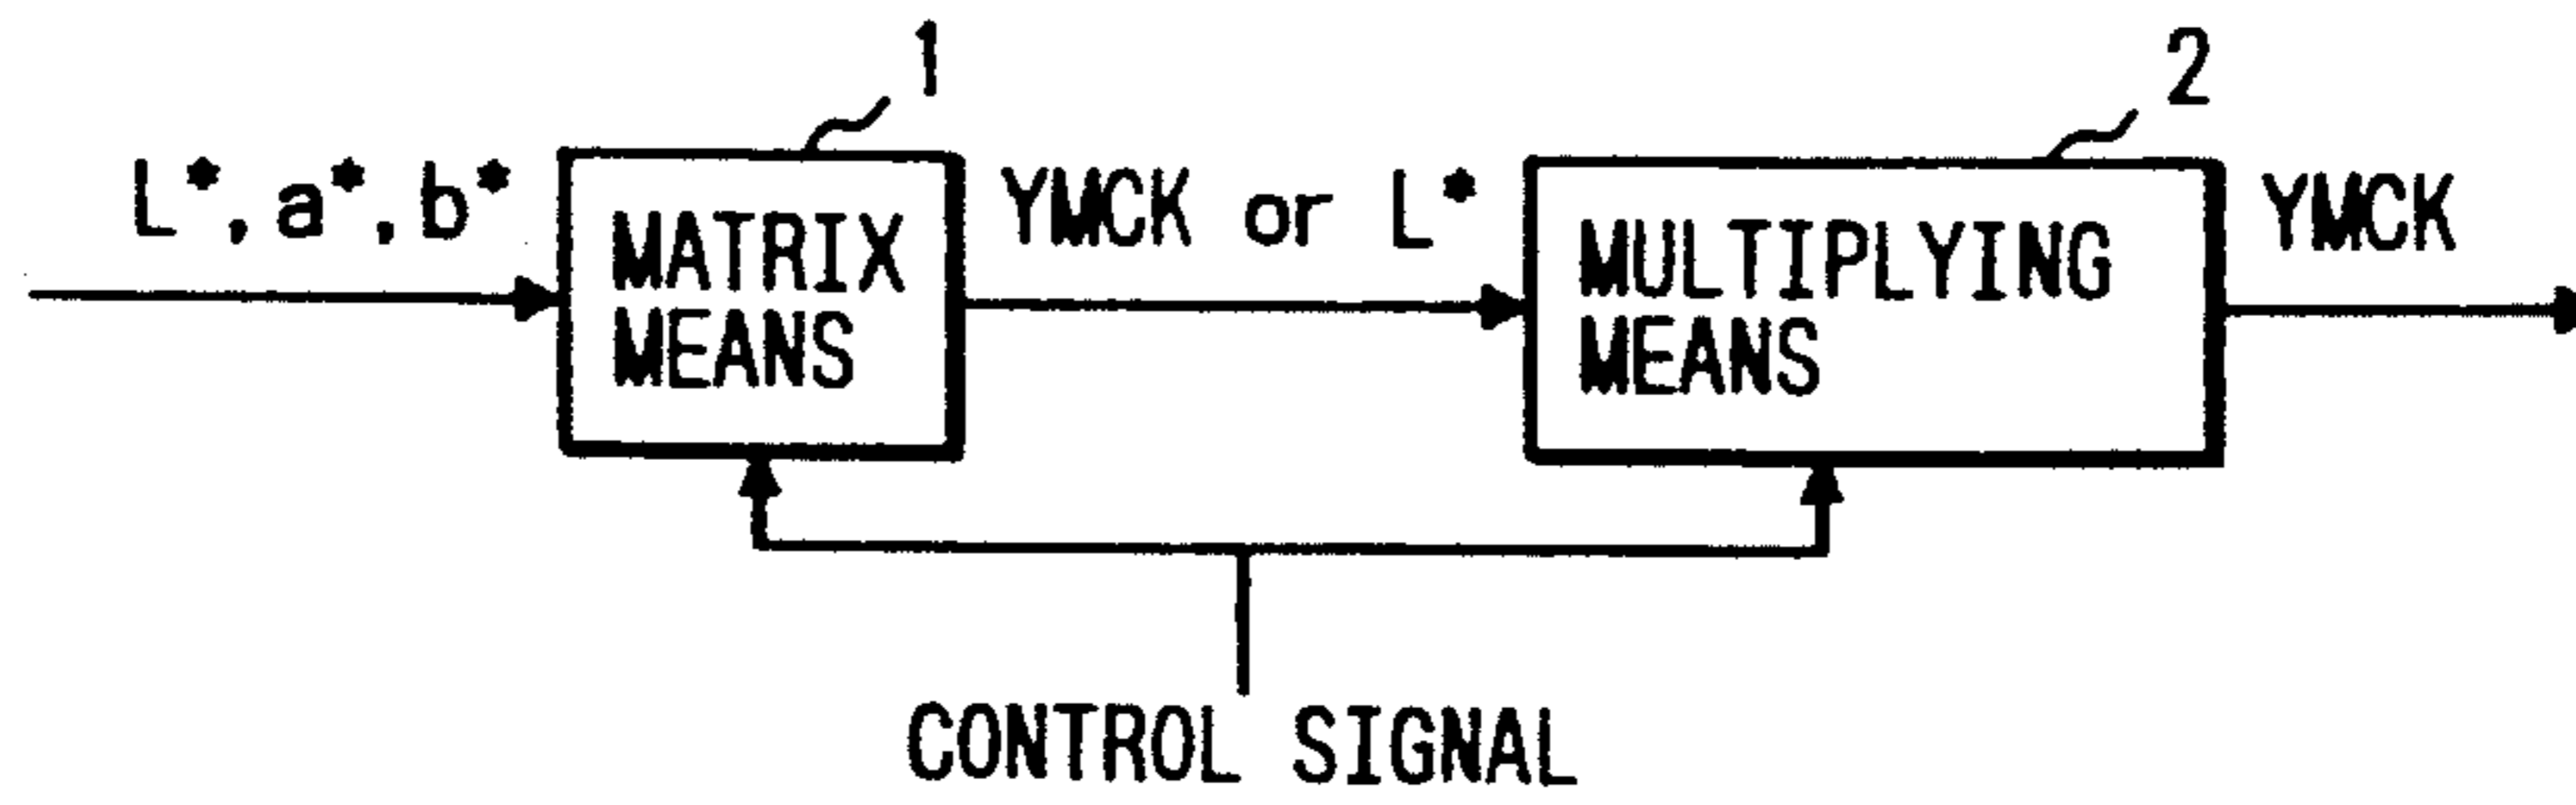 1
2
L*, a*, b*
MATRIX
MEANS
YMCK or L*
MULTIPLYING
MEANS
YMCK
CONTROL SIGNAL